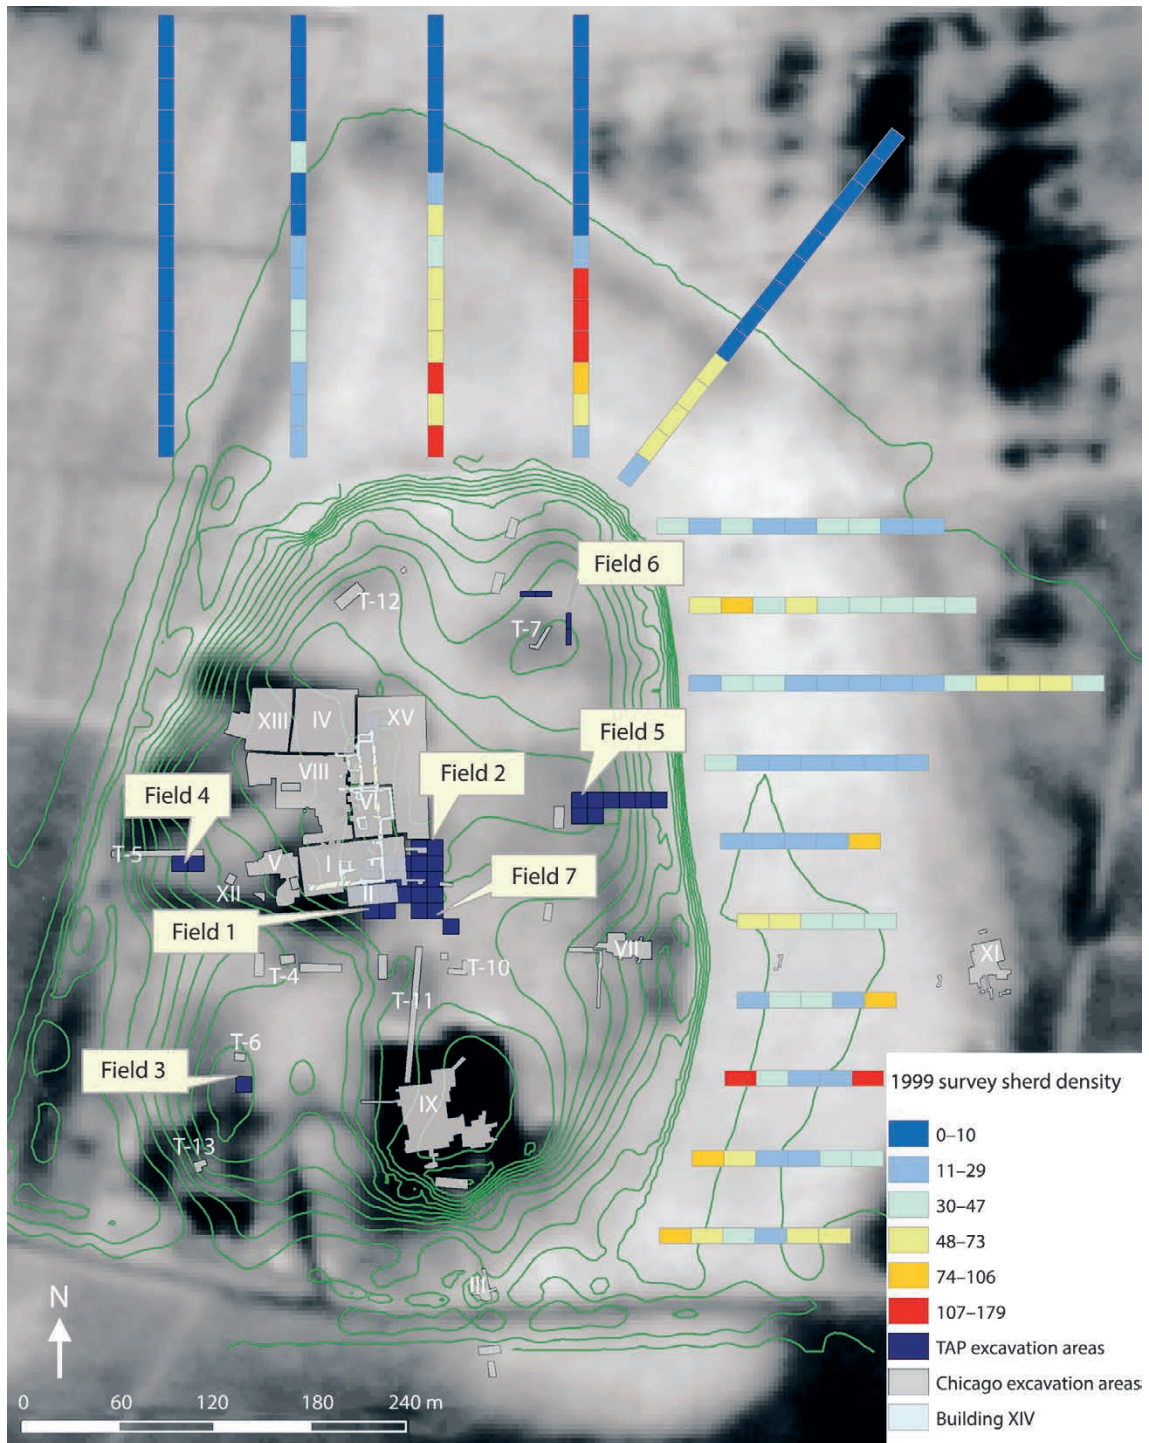 Field 6
T-12
T-7
XIII
IV
XV
Field 5
Field 2
VIII
Field 4
VI
T-5
V
I
Field 7
XII
II
Field 1
VII
XI
T-4
T-10
T-11
T-6
Field 3
IX
T-13
III
N
0 60 120 180 240 m
1999 survey sherd density
0–10
11–29
30–47
48–73
74–106
107–179
TAP excavation areas
Chicago excavation areas
Building XIV